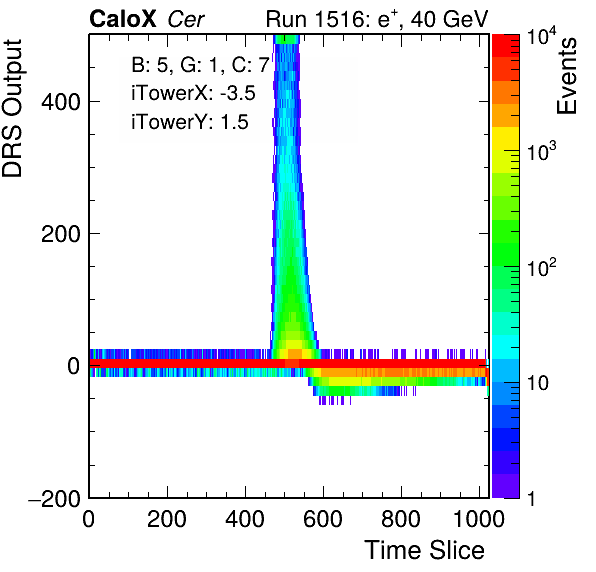 CaloX Cer
Run 1516: e+, 40 GeV
B: 5, G: 1, C: 7
iTowerX: -3.5
iTowerY: 1.5
DRS Output
400
200
0
−200
0 200 400 600 800 1000
Time Slice
Events
10^4
10^3
10^2
10
1